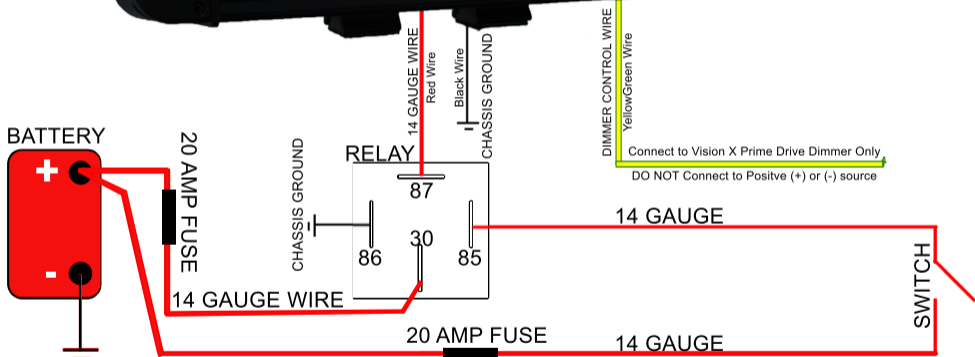 14 GAUGE WIRE
Red Wire
Black Wire
CHASSIS GROUND
DIMMER CONTROL WIRE
YellowGreen Wire
BATTERY
+
-
20 AMP FUSE
CHASSIS GROUND
RELAY
87
30
86
85
Connect to Vision X Prime Drive Dimmer Only
DO NOT Connect to Positve (+) or (-) source
14 GAUGE
SWITCH
14 GAUGE WIRE
20 AMP FUSE
14 GAUGE